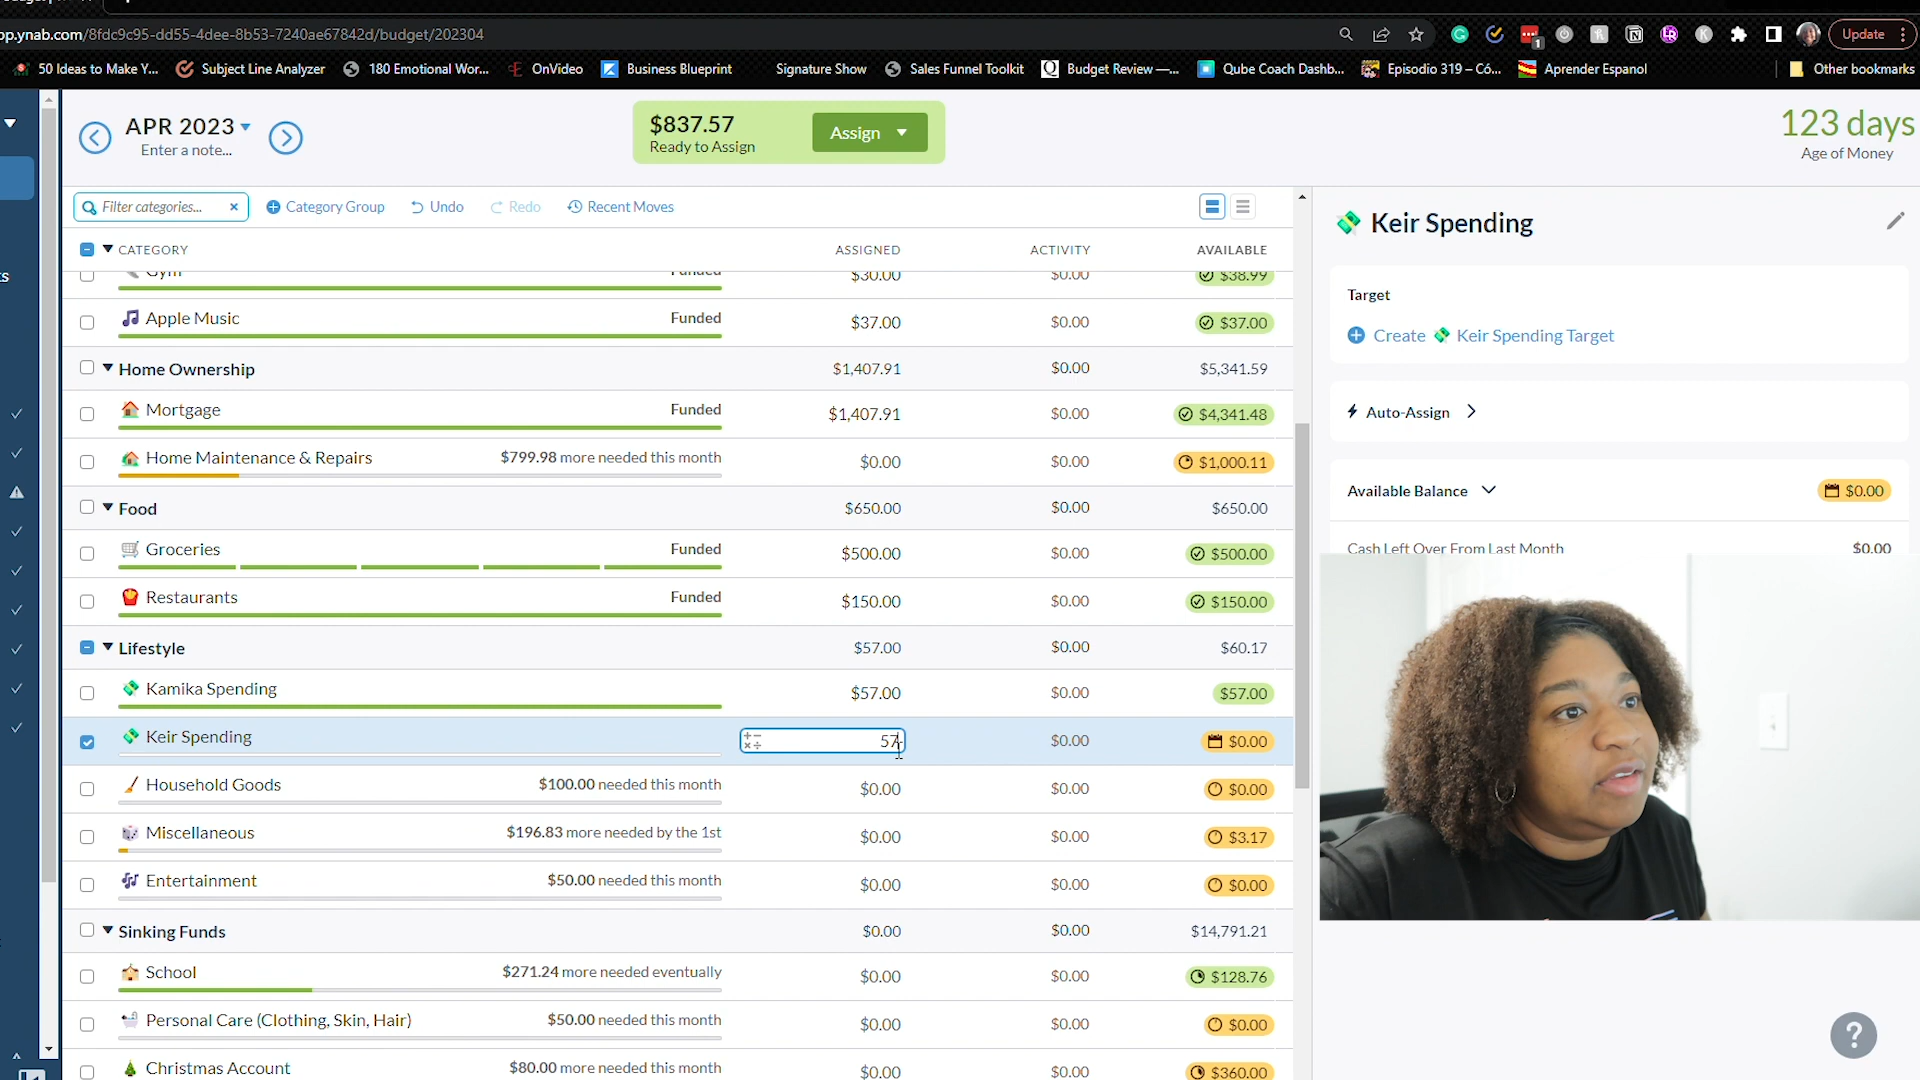 pp.ynab.com/8fdc9c95-dd55-4dee-8b53-7240ae67842d/budget/202304
1
Update
50 Ideas to Make Y...
Subject Line Analyzer
180 Emotional Wor...
OnVideo
Business Blueprint
Signature Show
Sales Funnel Toolkit
Budget Review —...
Qube Coach Dashb...
Episodio 319 – Có...
Aprender Espanol
Other bookmarks
APR 2023
Enter a note...
$837.57
Ready to Assign
Assign
123 days
Age of Money
Filter categories...
Category Group
Undo
Redo
Recent Moves
CATEGORY ASSIGNED ACTIVITY AVAILABLE
Gym Funded $30.00 $0.00 $38.99
Apple Music Funded $37.00 $0.00 $37.00
Home Ownership $1,407.91 $0.00 $5,341.59
Mortgage Funded $1,407.91 $0.00 $4,341.48
Home Maintenance & Repairs $799.98 more needed this month $0.00 $0.00 $1,000.11
Food $650.00 $0.00 $650.00
Groceries Funded $500.00 $0.00 $500.00
Restaurants Funded $150.00 $0.00 $150.00
Lifestyle $57.00 $0.00 $60.17
Kamika Spending $57.00 $0.00 $57.00
Keir Spending 57 $0.00 $0.00
Household Goods $100.00 needed this month $0.00 $0.00 $0.00
Miscellaneous $196.83 more needed by the 1st $0.00 $0.00 $3.17
Entertainment $50.00 needed this month $0.00 $0.00 $0.00
Sinking Funds $0.00 $0.00 $14,791.21
School $271.24 more needed eventually $0.00 $0.00 $128.76
Personal Care (Clothing, Skin, Hair) $50.00 needed this month $0.00 $0.00 $0.00
Christmas Account $80.00 more needed this month $0.00 $0.00 $360.00
Keir Spending
Target
Create Keir Spending Target
Auto-Assign
Available Balance $0.00
Cash Left Over From Last Month $0.00
?